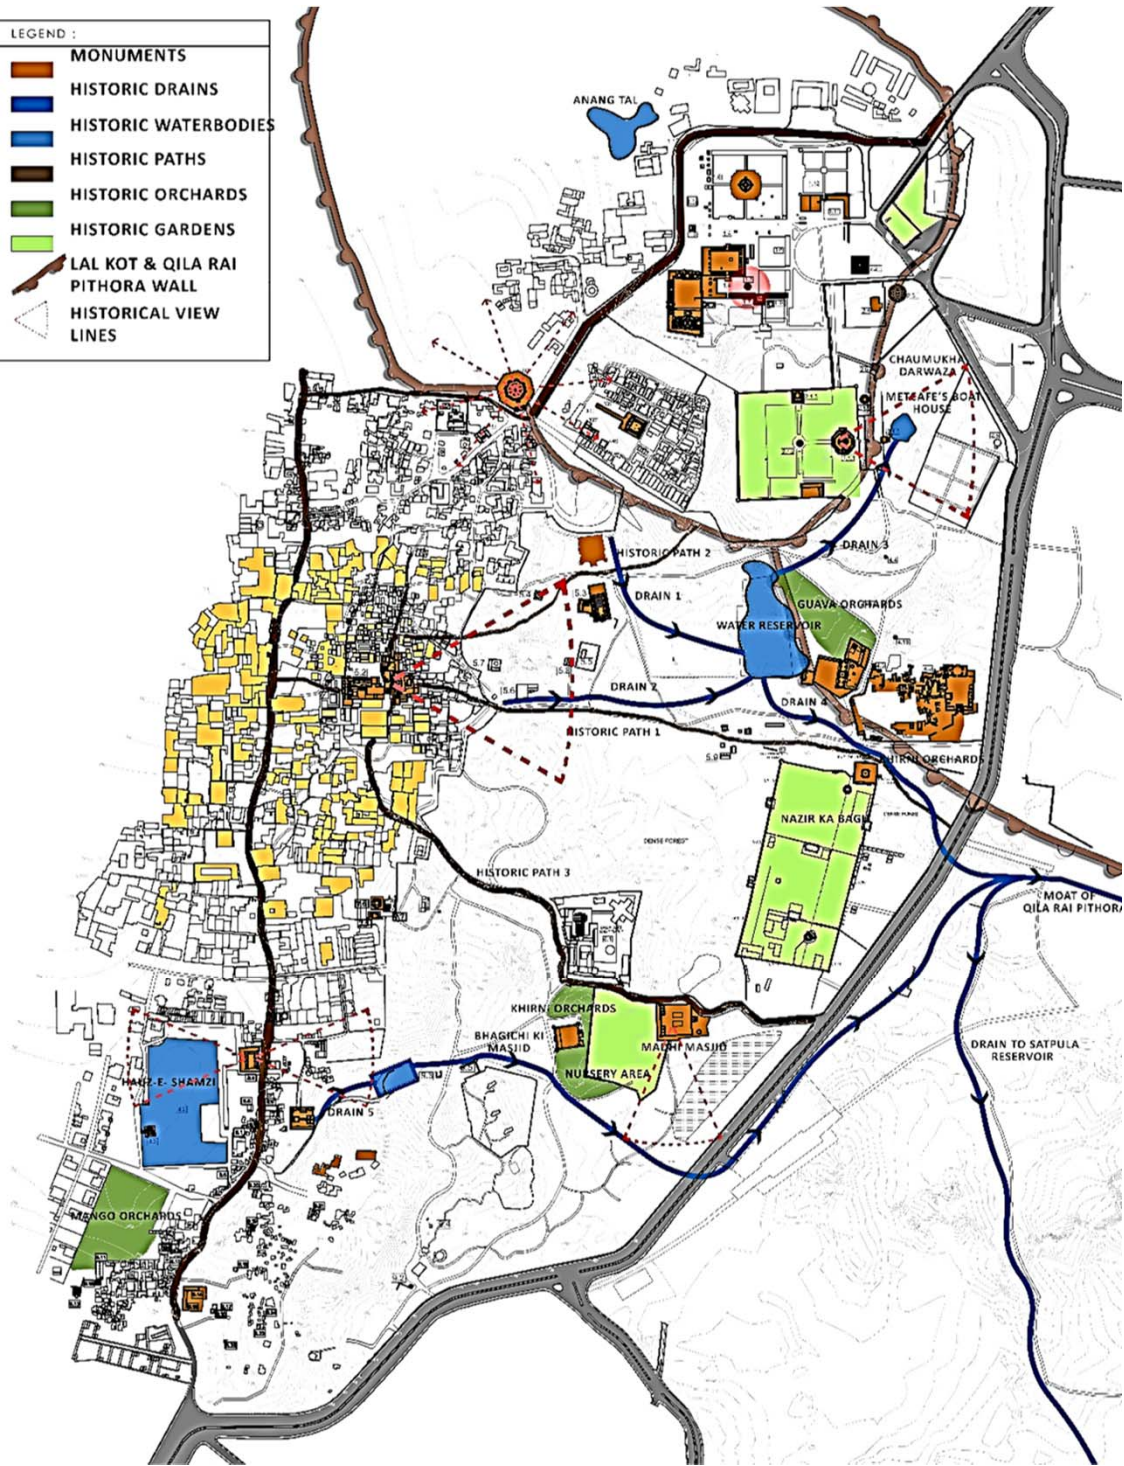 LEGEND :
MONUMENTS
HISTORIC DRAINS
HISTORIC WATERBODIES
HISTORIC PATHS
HISTORIC ORCHARDS
HISTORIC GARDENS
LAL KOT & QILA RAI
PITHORA WALL
HISTORICAL VIEW
LINES
ANANG TAL
CHAUMUKHA
DARWAZA
METCAFE'S BOAT
HOUSE
HISTORIC PATH 2
DRAIN 3
DRAIN 1
GUAVA ORCHARDS
WATER RESERVOIR
DRAIN 2
DRAIN 4
HISTORIC PATH 1
KHIRNI ORCHARDS
NAZIR KA BAGH
DENSE FOREST
HISTORIC PATH 3
MOAT OF
QILA RAI PITHORA
KHIRNI ORCHARDS
BHAGICHI KI
MASJID
MADHI MASJID
NURSERY AREA
DRAIN TO SATPULA
RESERVOIR
HAUZ-E- SHAMZI
DRAIN 5
MANGO ORCHARDS